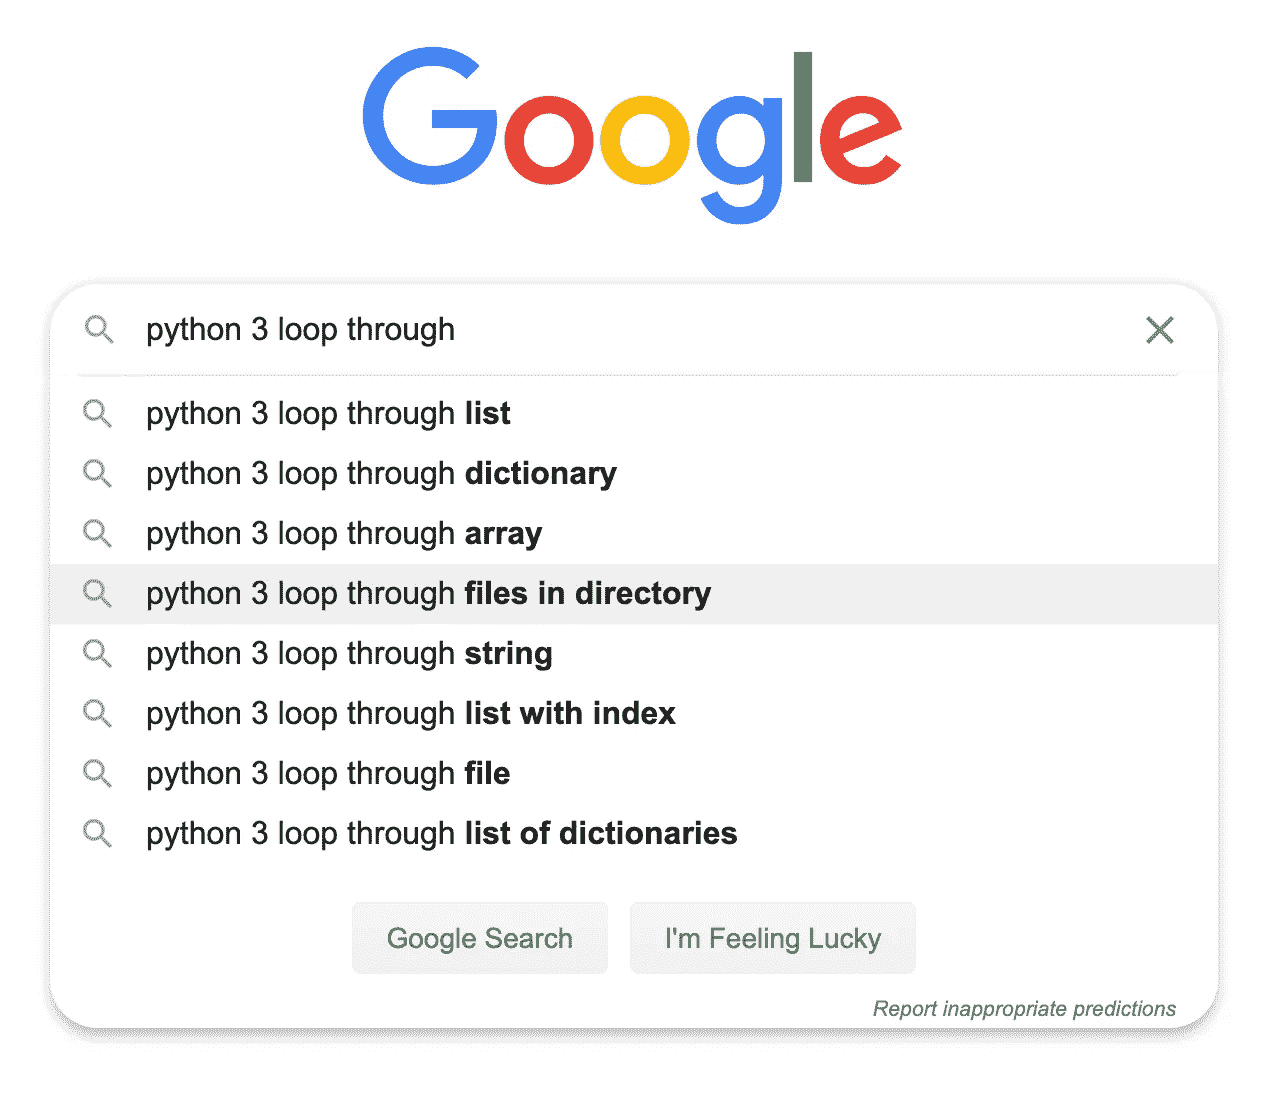 Google
python 3 loop through
python 3 loop through list
python 3 loop through dictionary
python 3 loop through array
python 3 loop through files in directory
python 3 loop through string
python 3 loop through list with index
python 3 loop through file
python 3 loop through list of dictionaries
Google Search
I'm Feeling Lucky
Report inappropriate predictions